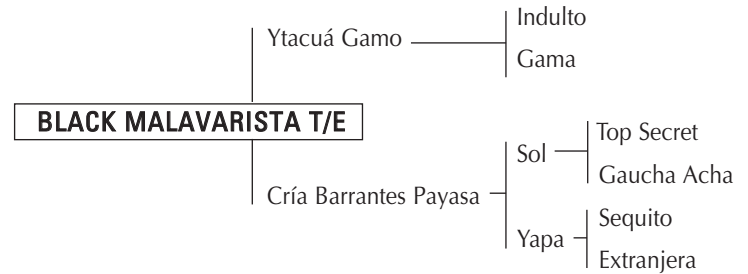 Indulto
Ytacuá Gamo
Gama
BLACK MALAVARISTA T/E
Top Secret
Sol
Gaucha Acha
Cría Barrantes Payasa
Sequito
Yapa
Extranjera